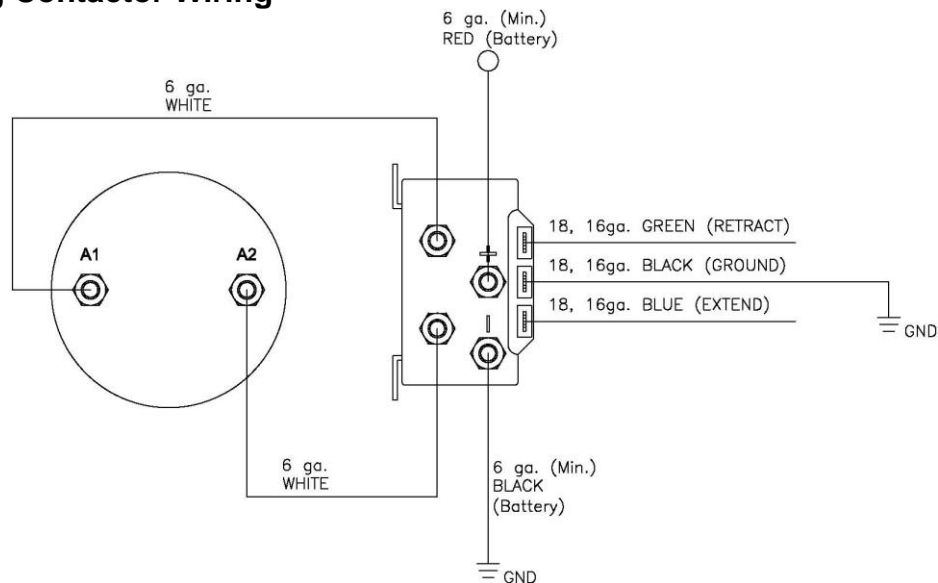 Contactor Wiring
6 ga. (Min.)
RED (Battery)
6 ga.
WHITE
A1
A2
+
–
18, 16ga. GREEN (RETRACT)
18, 16ga. BLACK (GROUND)
18, 16ga. BLUE (EXTEND)
GND
6 ga.
WHITE
6 ga. (Min.)
BLACK
(Battery)
GND